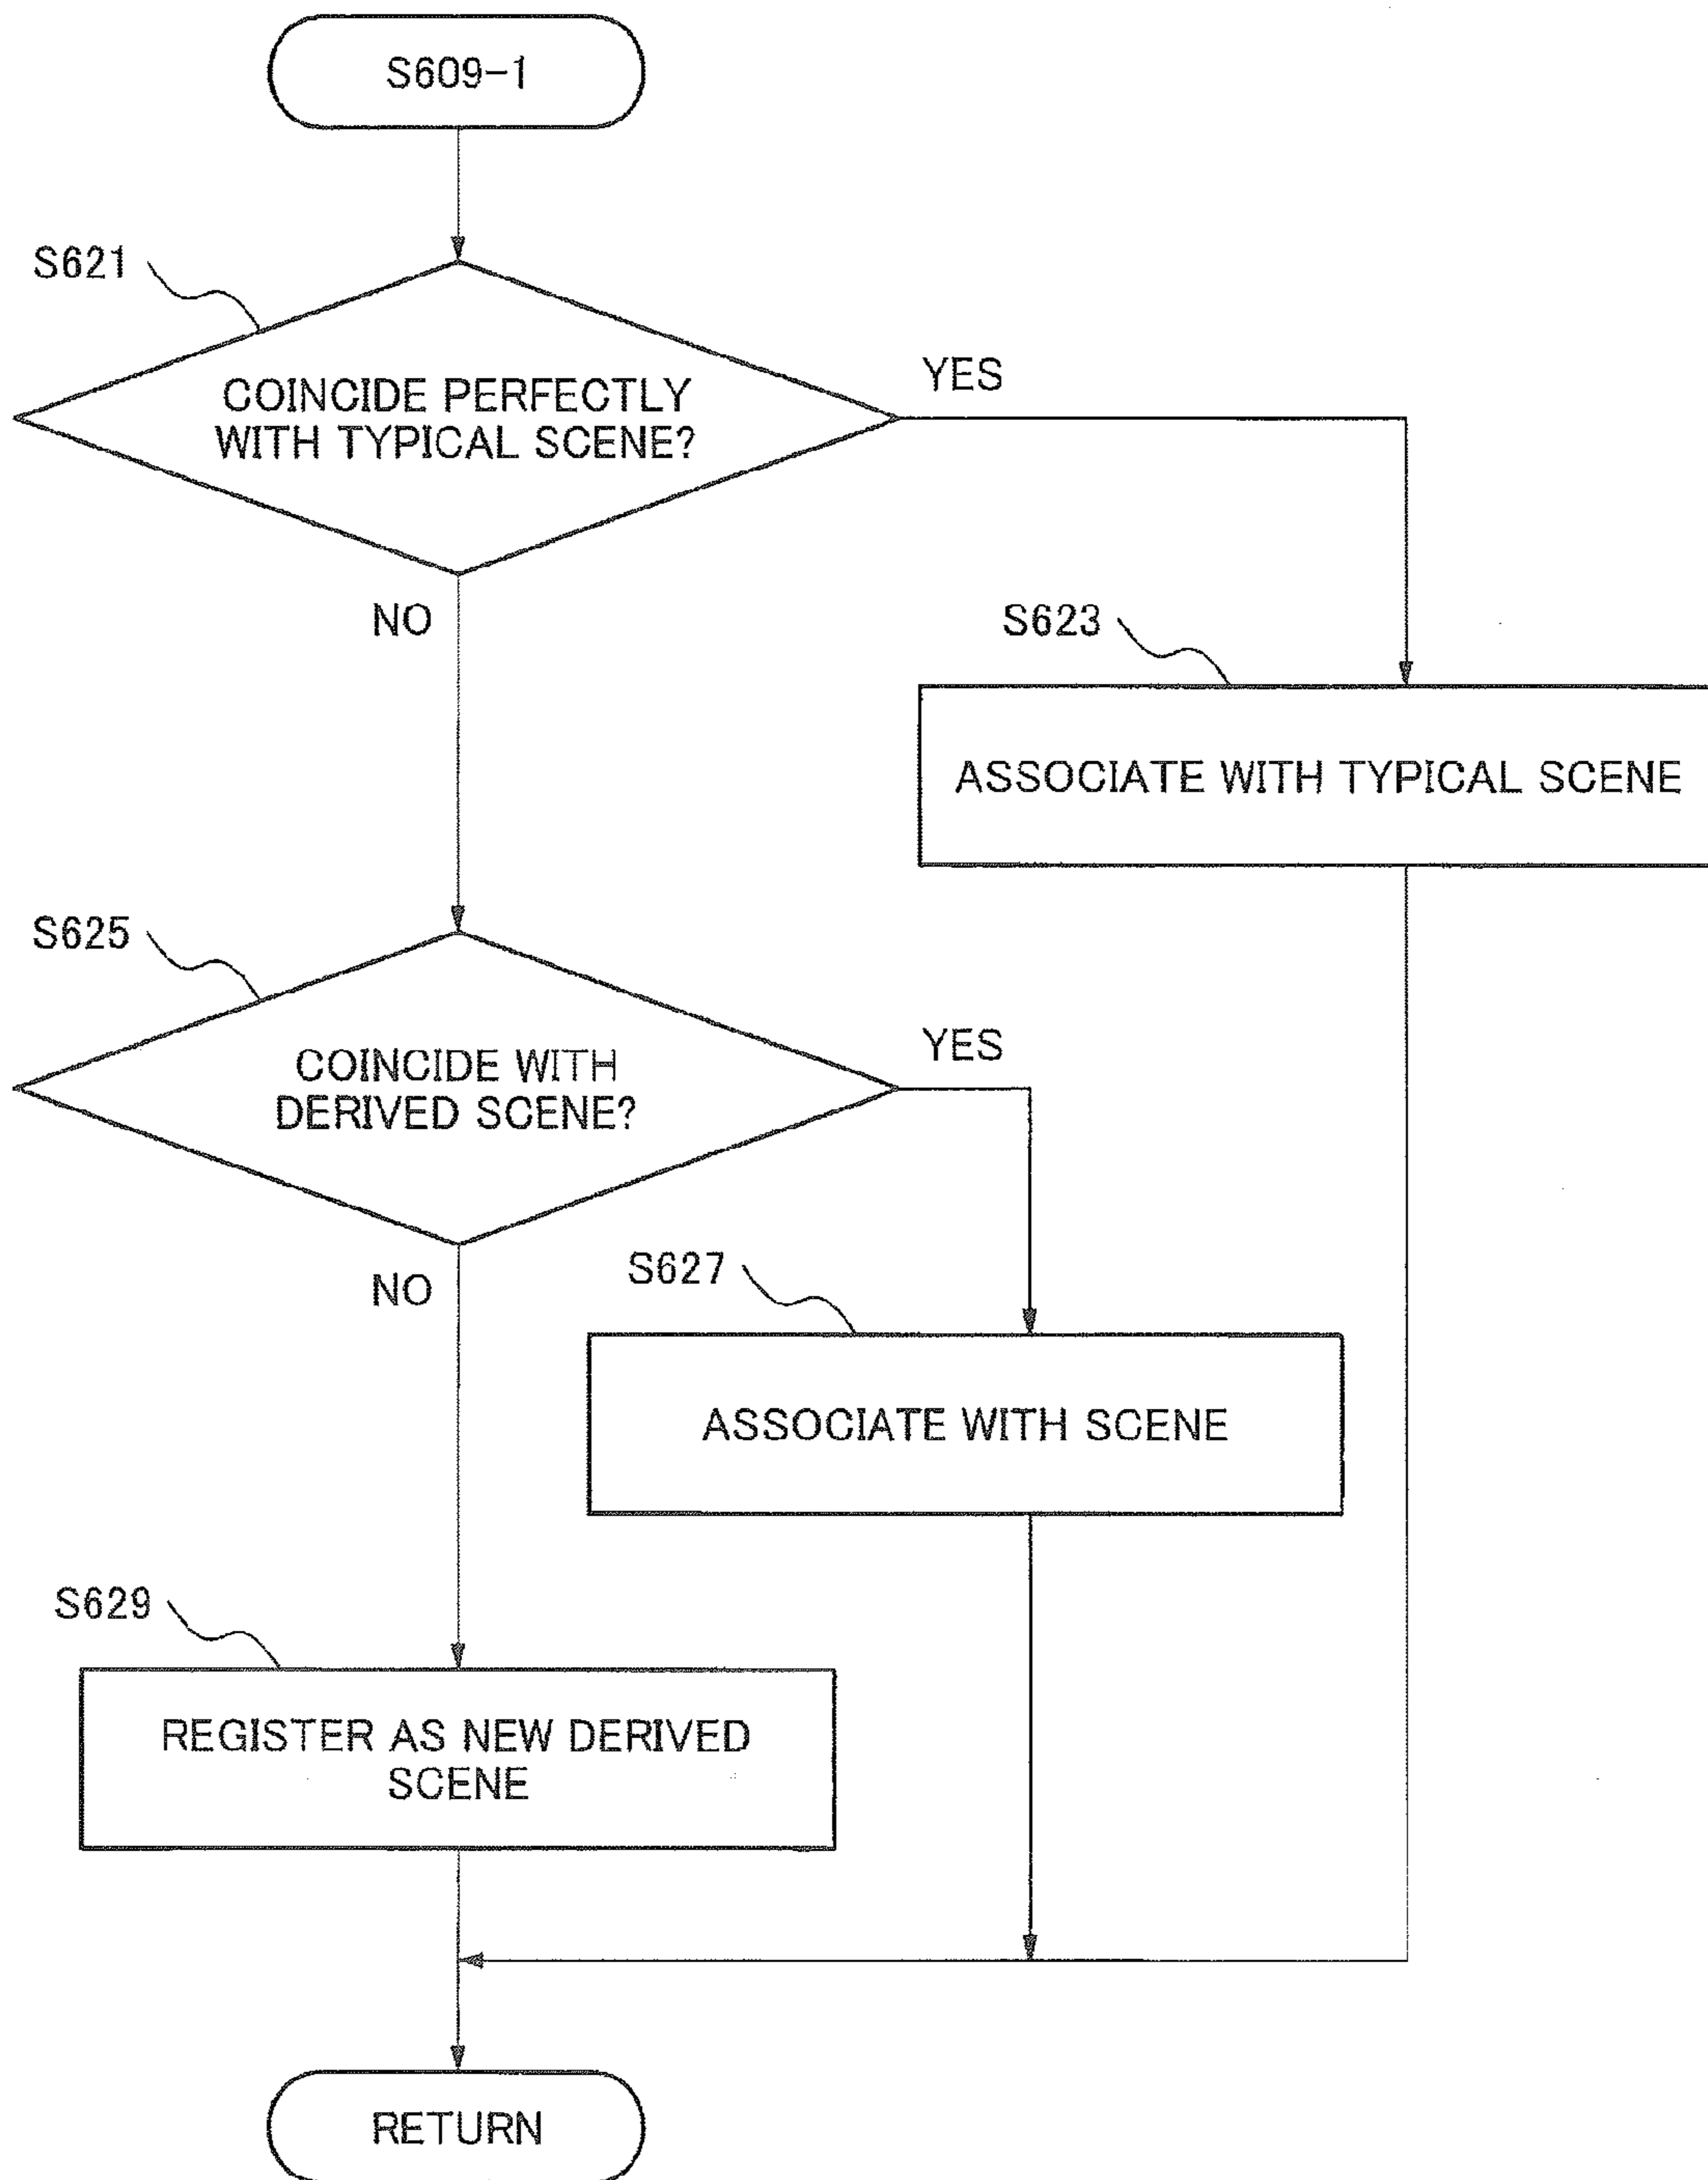 S609-1
S621
COINCIDE PERFECTLY
WITH TYPICAL SCENE?
YES
NO
S623
ASSOCIATE WITH TYPICAL SCENE
S625
COINCIDE WITH
DERIVED SCENE?
YES
NO
S627
ASSOCIATE WITH SCENE
S629
REGISTER AS NEW DERIVED
SCENE
RETURN